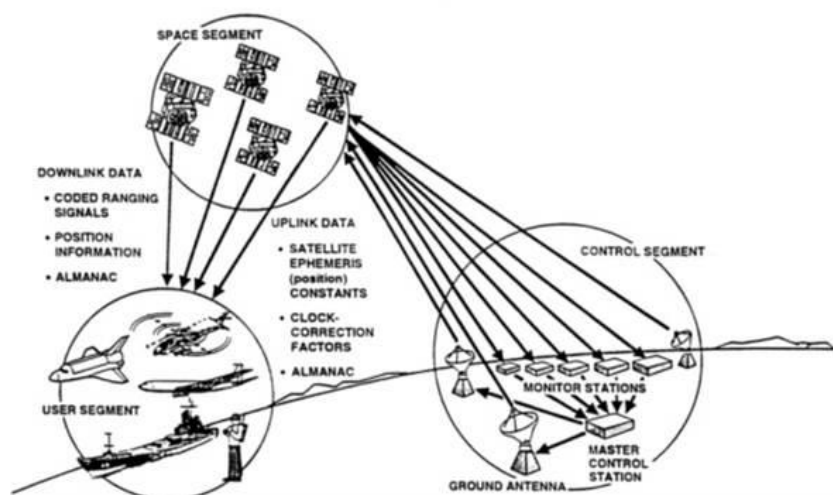 SPACE SEGMENT
DOWNLINK DATA
• CODED RANGING
SIGNALS
• POSITION
INFORMATION
• ALMANAC
UPLINK DATA
• SATELLITE
EPHEMERIS
(position)
CONSTANTS
• CLOCK-
CORRECTION
FACTORS
• ALMANAC
CONTROL SEGMENT
MONITOR STATIONS
MASTER
CONTROL
STATION
GROUND ANTENNA
USER SEGMENT